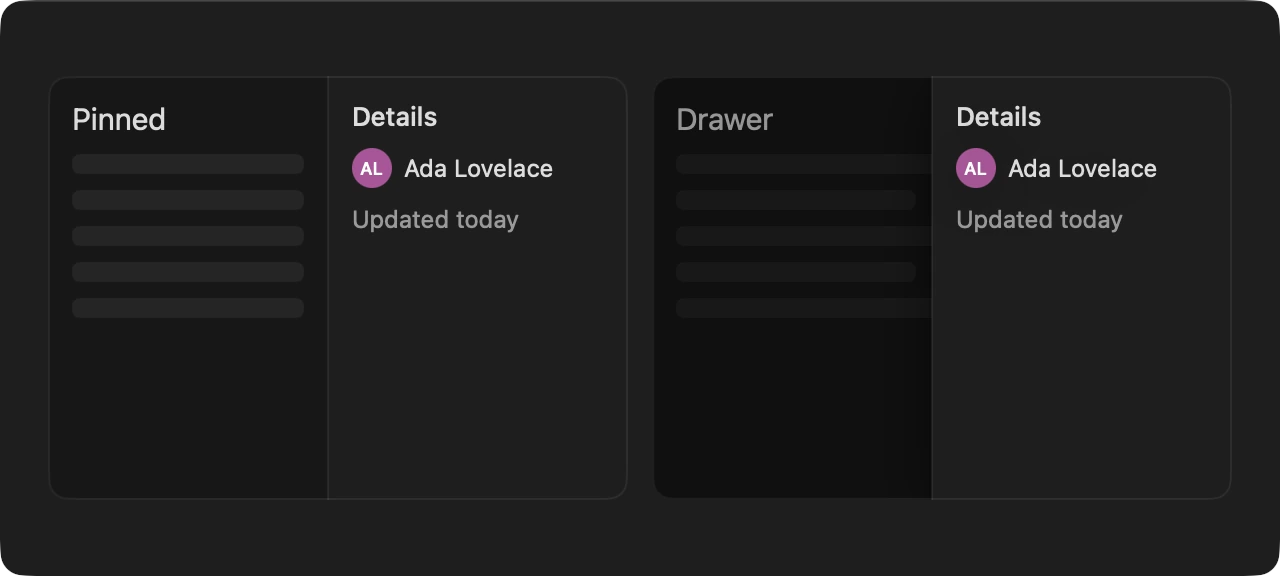 Pinned
Details
AL Ada Lovelace
Updated today
Drawer
Details
AL Ada Lovelace
Updated today